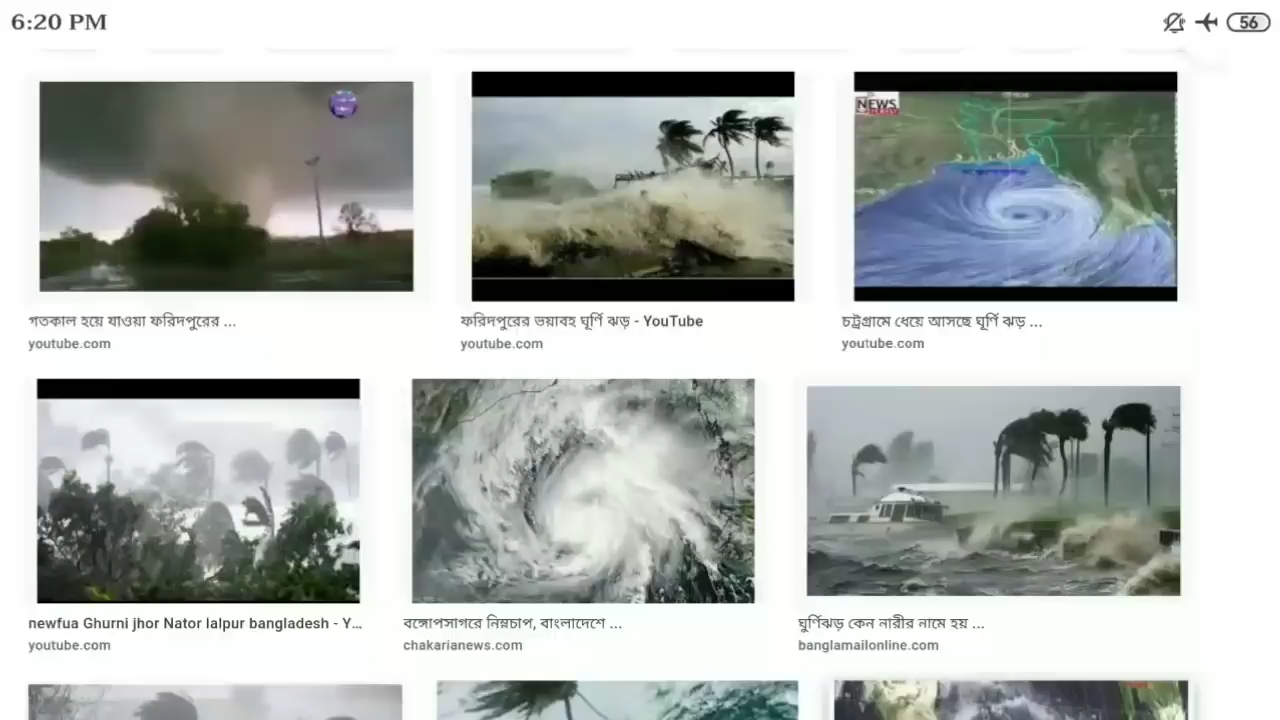 6:20 PM
56
NEWS
গতকাল হয়ে যাওয়া ফরিদপুরের ...
youtube.com
ফরিদপুরের ভয়াবহ ঘূর্ণি ঝড় - YouTube
youtube.com
চট্রগ্রামে ধেয়ে আসছে ঘূর্ণি ঝড় ...
youtube.com
newfua Ghurni jhor Nator lalpur bangladesh - Y...
youtube.com
বঙ্গোপসাগরে নিম্নচাপ, বাংলাদেশে ...
chakarianews.com
ঘুর্ণিঝড় কেন নারীর নামে হয় ...
banglamailonline.com